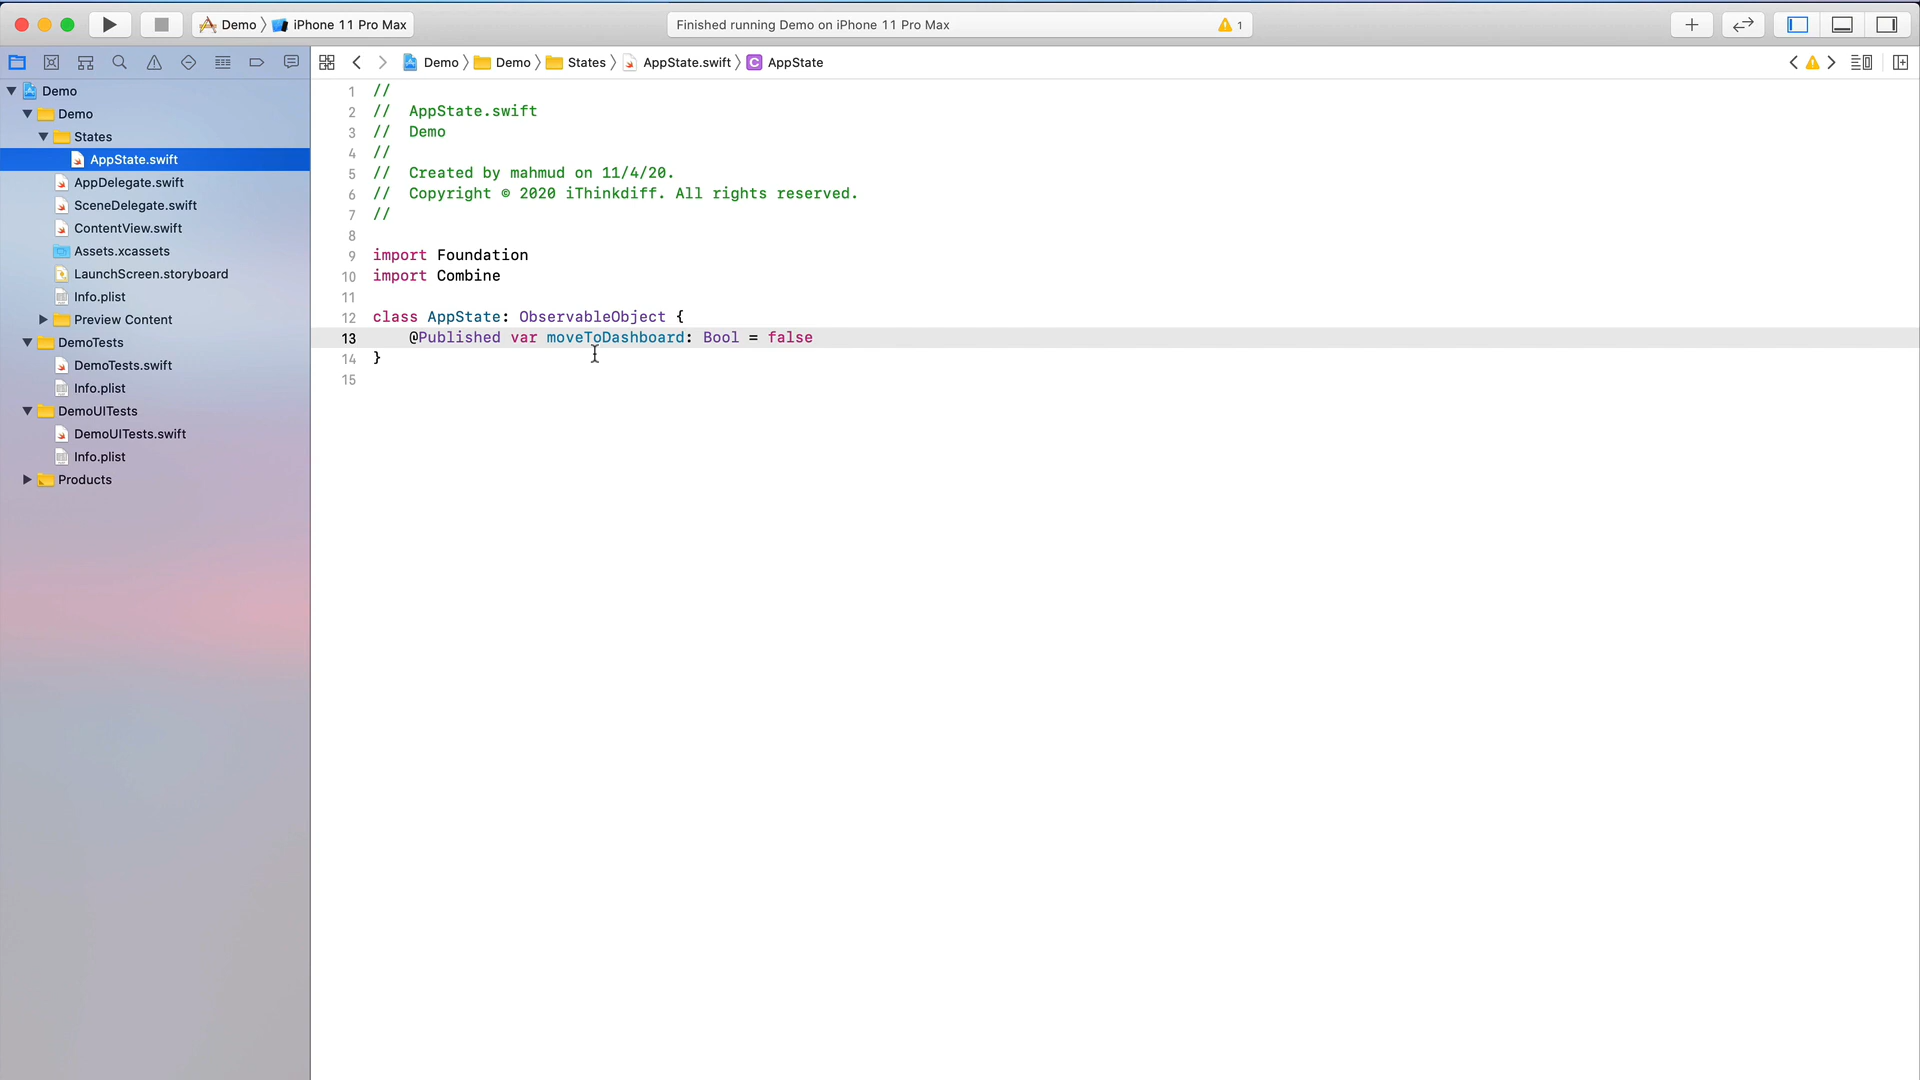 Demo 〉 iPhone 11 Pro Max
Finished running Demo on iPhone 11 Pro Max
1
Demo 〉 Demo 〉 States 〉 AppState.swift 〉 C AppState
Demo
Demo
States
AppState.swift
AppDelegate.swift
SceneDelegate.swift
ContentView.swift
Assets.xcassets
LaunchScreen.storyboard
Info.plist
Preview Content
DemoTests
DemoTests.swift
Info.plist
DemoUITests
DemoUITests.swift
Info.plist
Products
1 //
2 //  AppState.swift
3 //  Demo
4 //
5 //  Created by mahmud on 11/4/20.
6 //  Copyright © 2020 iThinkdiff. All rights reserved.
7 //
8
9 import Foundation
10 import Combine
11
12 class AppState: ObservableObject {
13     @Published var moveToDashboard: Bool = false
14 }
15